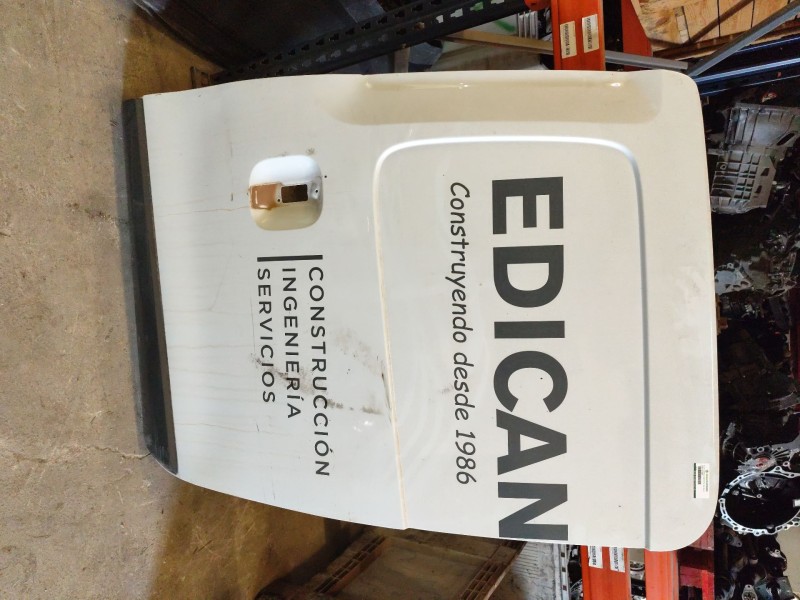 EDICAN
Construyendo desde 1986
CONSTRUCCIÓN
INGENIERÍA
SERVICIOS